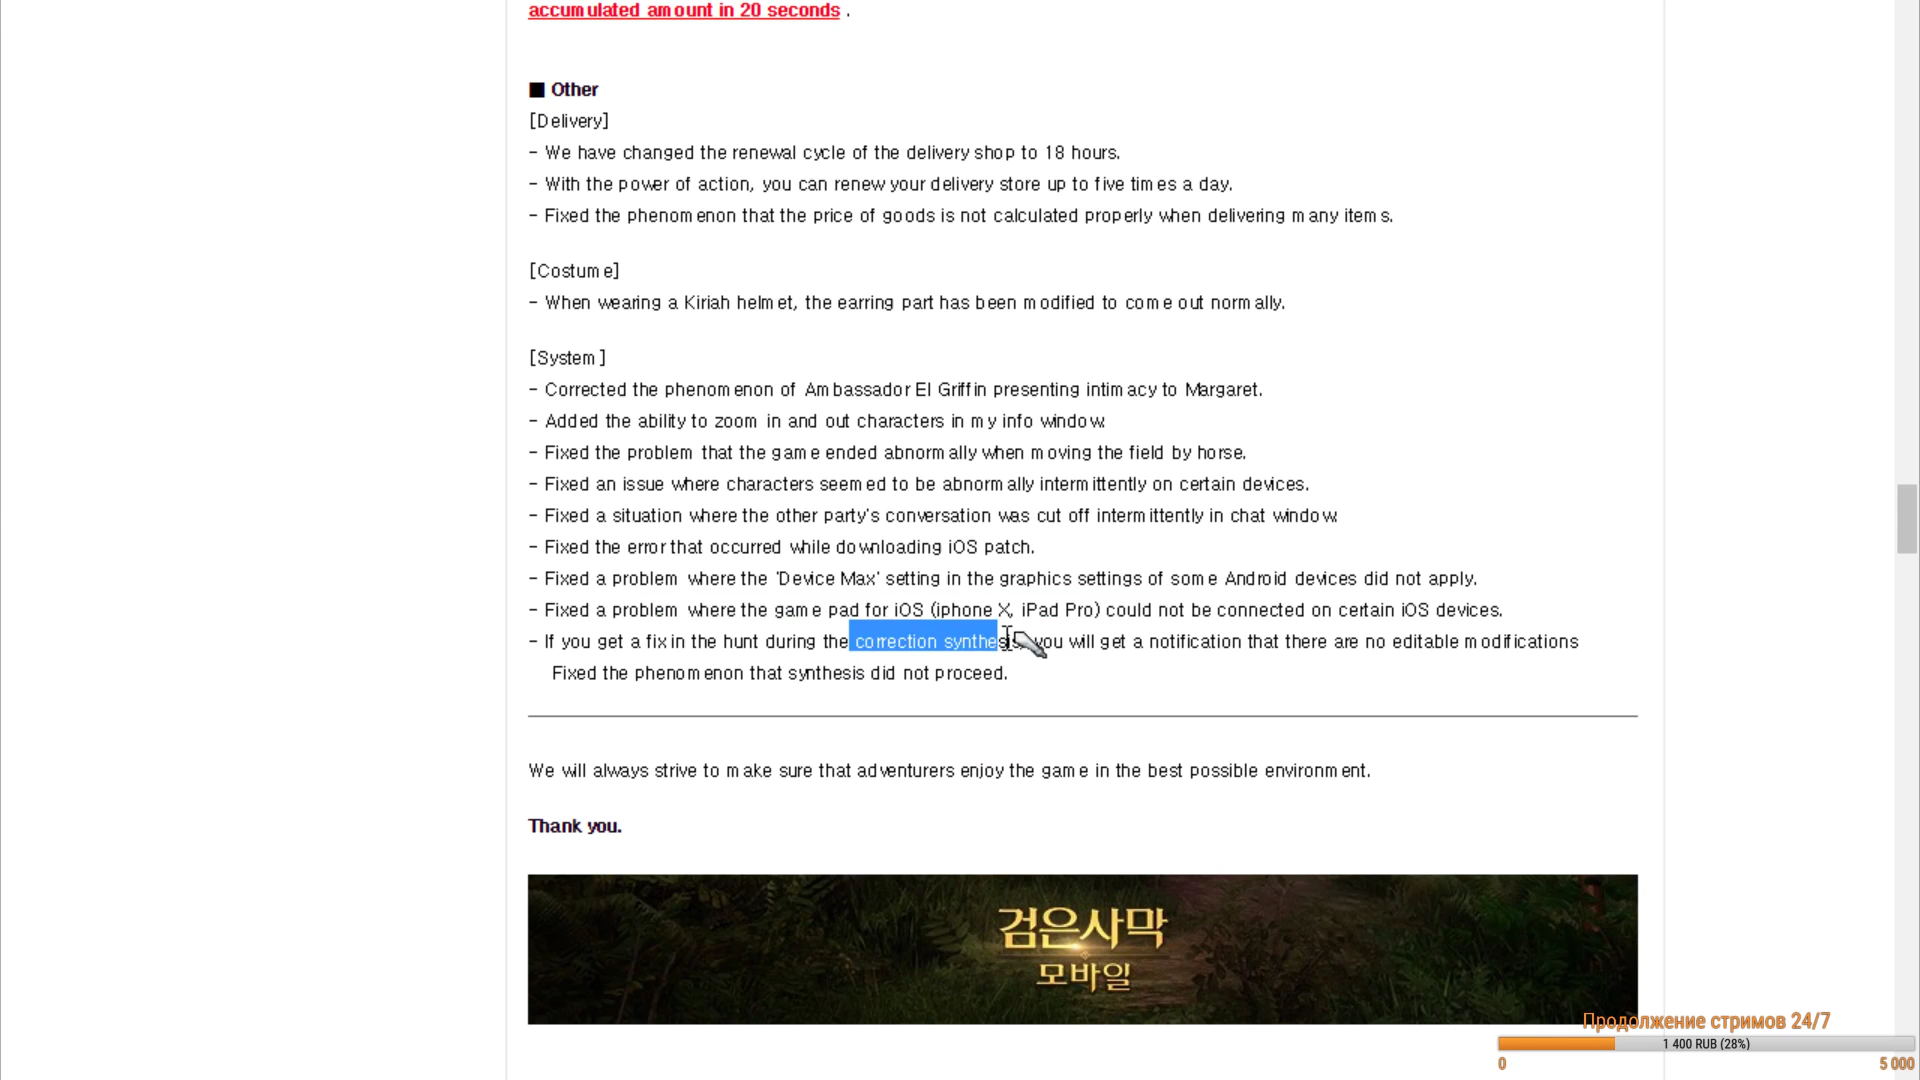 accumulated amount in 20 seconds .
■ Other
[Delivery]
- We have changed the renewal cycle of the delivery shop to 18 hours.
- With the power of action, you can renew your delivery store up to five times a day.
- Fixed the phenomenon that the price of goods is not calculated properly when delivering many items.
[Costume]
- When wearing a Kiriah helmet, the earring part has been modified to come out normally.
[System]
- Corrected the phenomenon of Ambassador El Griffin presenting intimacy to Margaret.
- Added the ability to zoom in and out characters in my info window.
- Fixed the problem that the game ended abnormally when moving the field by horse.
- Fixed an issue where characters seemed to be abnormally intermittently on certain devices.
- Fixed a situation where the other party's conversation was cut off intermittently in chat window.
- Fixed the error that occurred while downloading iOS patch.
- Fixed a problem where the 'Device Max' setting in the graphics settings of some Android devices did not apply.
- Fixed a problem where the game pad for iOS (iphone X, iPad Pro) could not be connected on certain iOS devices.
- If you get a fix in the hunt during the correction synthesis, you will get a notification that there are no editable modifications
Fixed the phenomenon that synthesis did not proceed.
We will always strive to make sure that adventurers enjoy the game in the best possible environment.
Thank you.
검은사막
모바일
Продолжение стримов 24/7
1 400 RUB (28%)
0 5 000